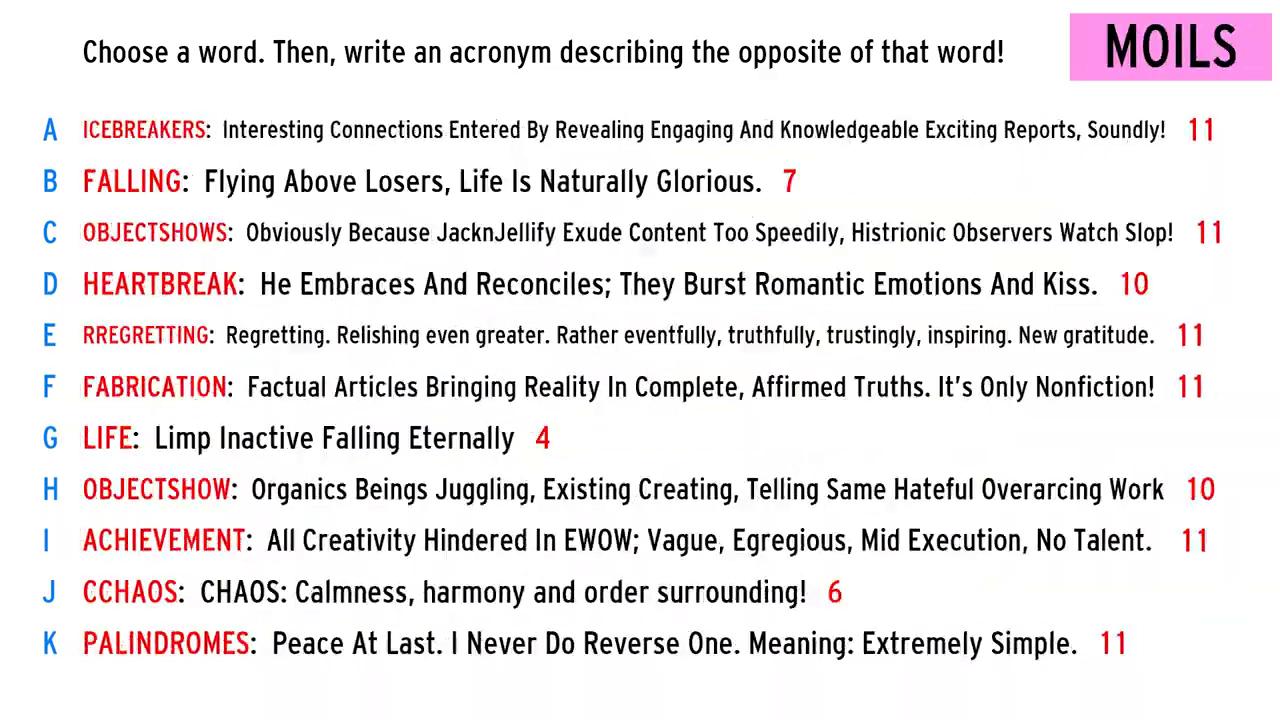 Choose a word. Then, write an acronym describing the opposite of that word!
MOILS
A ICEBREAKERS: Interesting Connections Entered By Revealing Engaging And Knowledgeable Exciting Reports, Soundly! 11
B FALLING: Flying Above Losers, Life Is Naturally Glorious. 7
C OBJECTSHOWS: Obviously Because JacknJellify Exude Content Too Speedily, Histrionic Observers Watch Slop! 11
D HEARTBREAK: He Embraces And Reconciles; They Burst Romantic Emotions And Kiss. 10
E RREGRETTING: Regretting. Relishing even greater. Rather eventfully, truthfully, trustingly, inspiring. New gratitude. 11
F FABRICATION: Factual Articles Bringing Reality In Complete, Affirmed Truths. It's Only Nonfiction! 11
G LIFE: Limp Inactive Falling Eternally 4
H OBJECTSHOW: Organics Beings Juggling, Existing Creating, Telling Same Hateful Overarcing Work 10
I ACHIEVEMENT: All Creativity Hindered In EWOW; Vague, Egregious, Mid Execution, No Talent. 11
J CCHAOS: CHAOS: Calmness, harmony and order surrounding! 6
K PALINDROMES: Peace At Last. I Never Do Reverse One. Meaning: Extremely Simple. 11